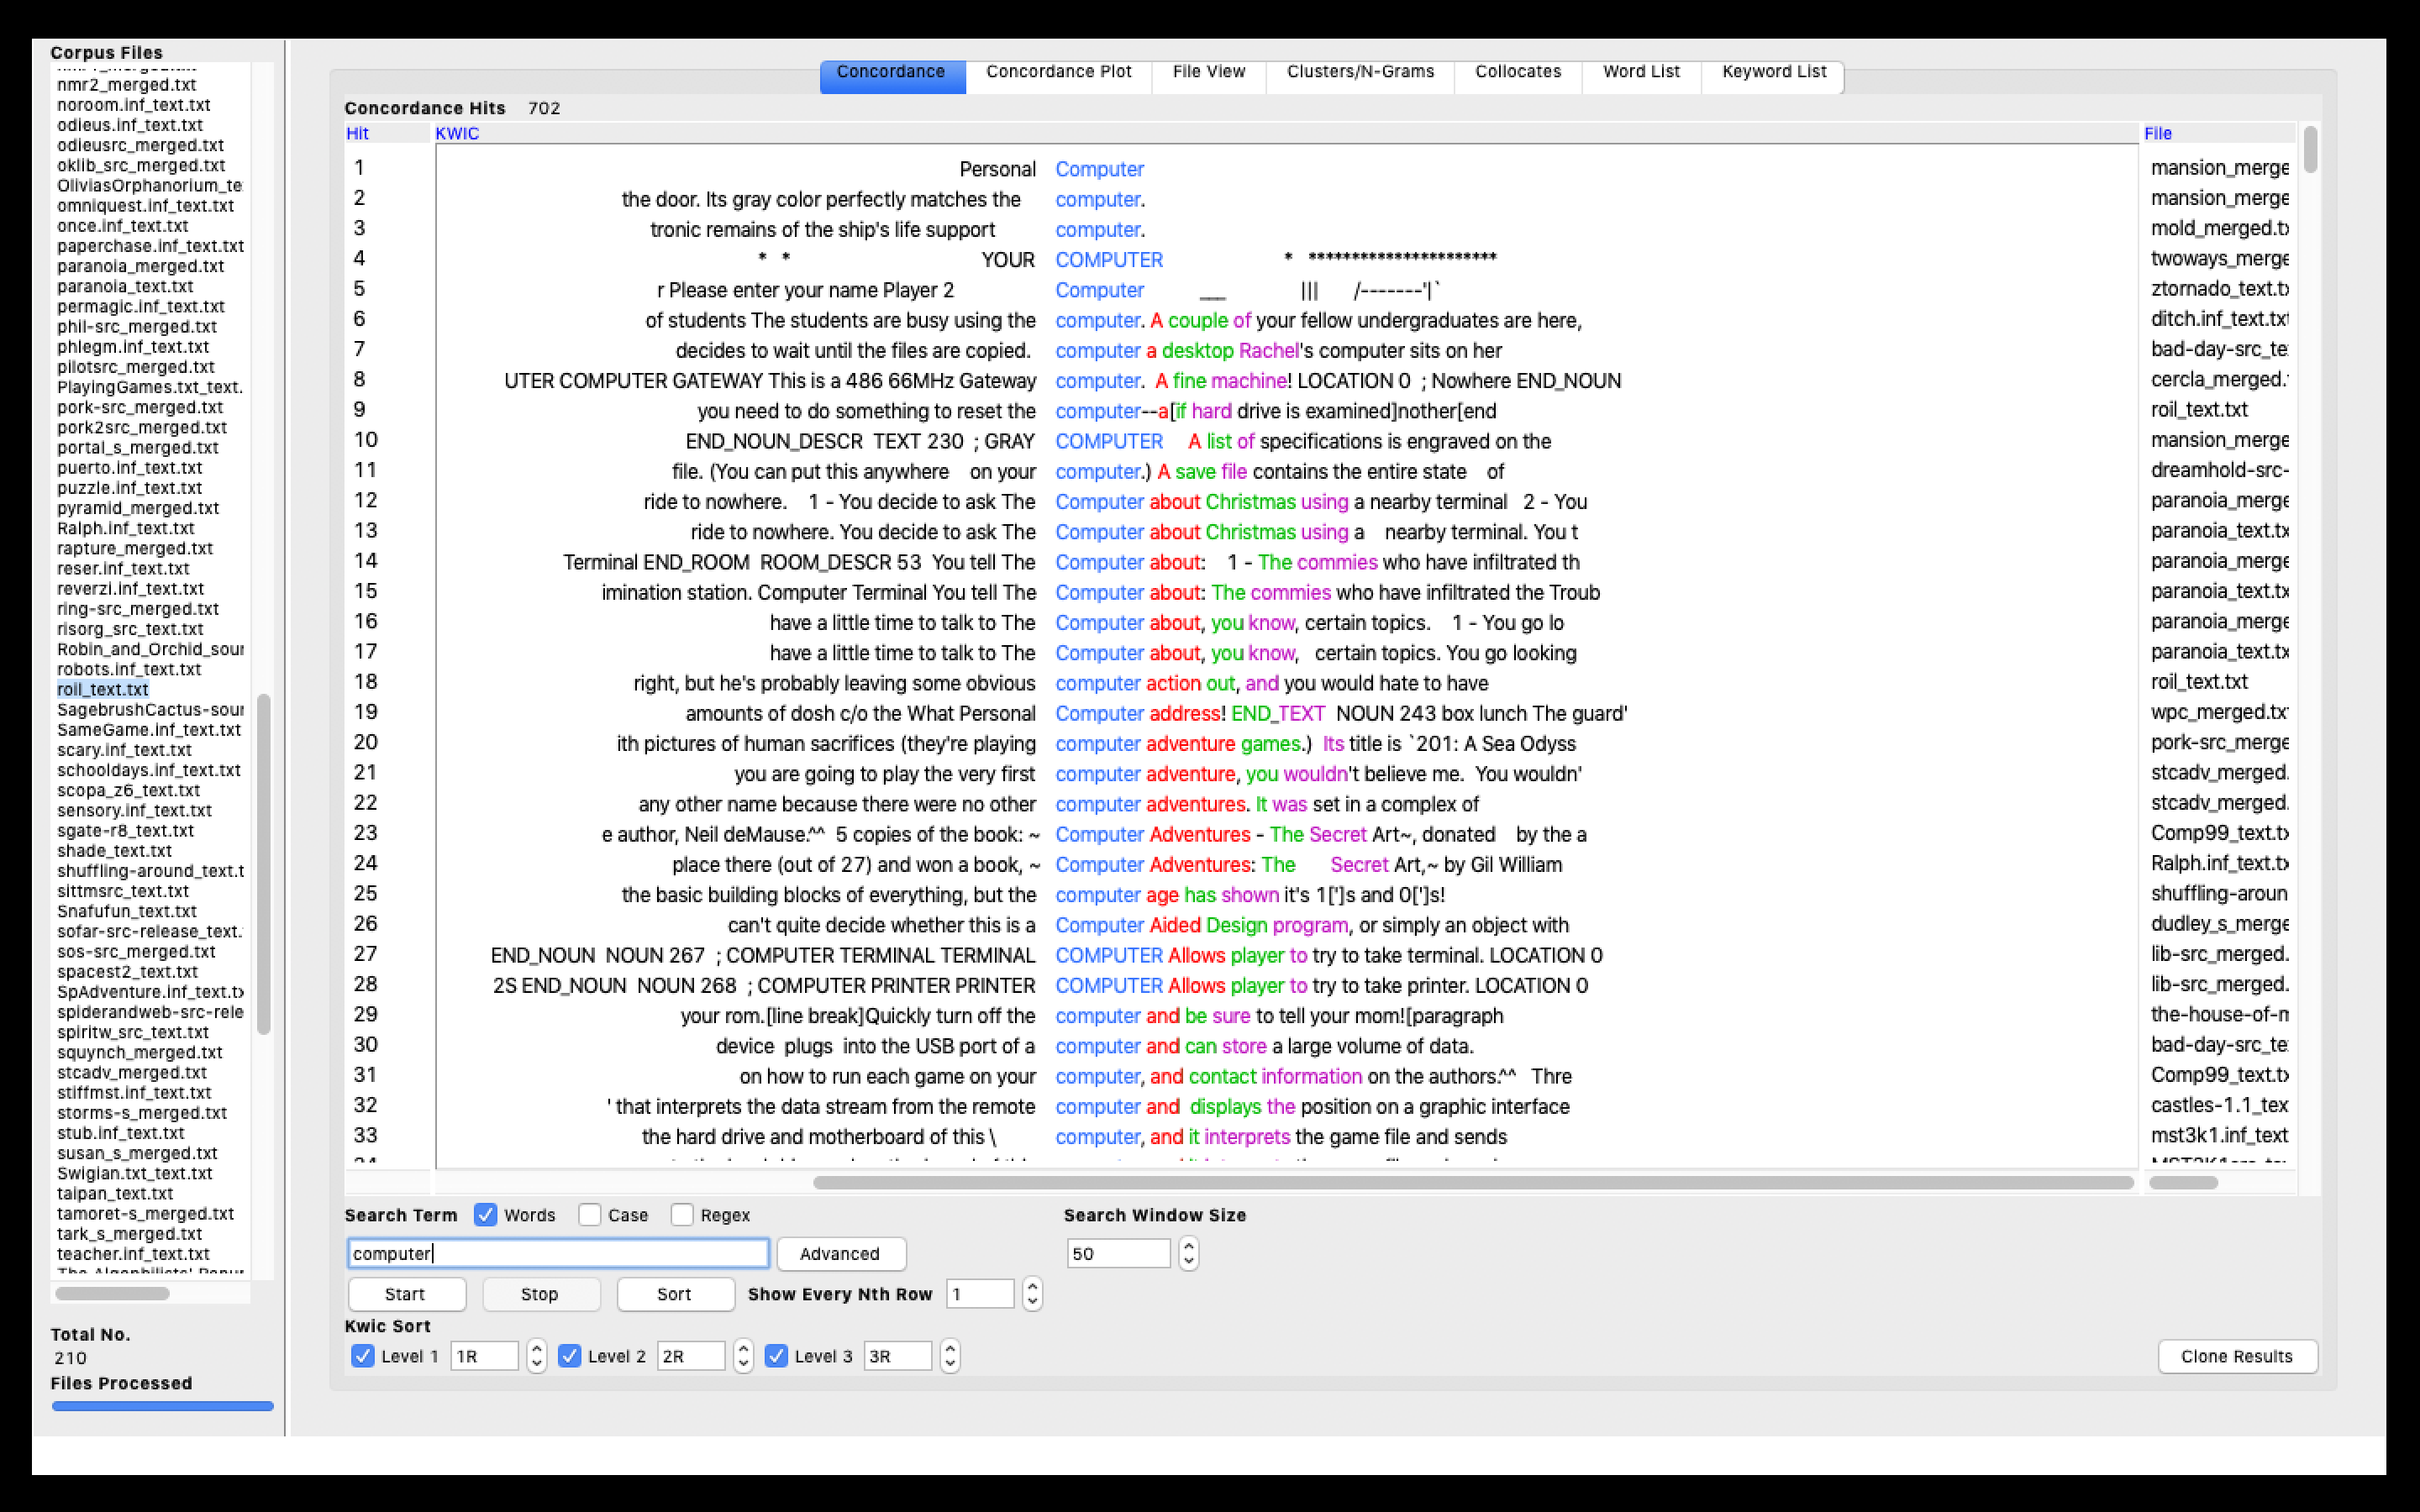 Corpus Files
nmr2_merged.txt
noroom.inf_text.txt
odieus.inf_text.txt
odieusrc_merged.txt
oklib_src_merged.txt
OliviasOrphanorium_te
omniquest.inf_text.txt
once.inf_text.txt
paperchase.inf_text.txt
paranoia_merged.txt
paranoia_text.txt
permagic.inf_text.txt
phil-src_merged.txt
phlegm.inf_text.txt
pilotsrc_merged.txt
PlayingGames.txt_text.
pork-src_merged.txt
pork2src_merged.txt
portal_s_merged.txt
puerto.inf_text.txt
puzzle.inf_text.txt
pyramid_merged.txt
Ralph.inf_text.txt
rapture_merged.txt
reser.inf_text.txt
reverzi.inf_text.txt
ring-src_merged.txt
risorg_src_text.txt
Robin_and_Orchid_sour
robots.inf_text.txt
roil_text.txt
SagebrushCactus-sour
SameGame.inf_text.txt
scary.inf_text.txt
schooldays.inf_text.txt
scopa_z6_text.txt
sensory.inf_text.txt
sgate-r8_text.txt
shade_text.txt
shuffling-around_text.t
sittmsrc_text.txt
Snafufun_text.txt
sofar-src-release_text.
sos-src_merged.txt
spacest2_text.txt
SpAdventure.inf_text.tx
spiderandweb-src-rele
spiritw_src_text.txt
squynch_merged.txt
stcadv_merged.txt
stiffmst.inf_text.txt
storms-s_merged.txt
stub.inf_text.txt
susan_s_merged.txt
Swigian.txt_text.txt
taipan_text.txt
tamoret-s_merged.txt
tark_s_merged.txt
teacher.inf_text.txt
Total No.
210
Files Processed
Concordance Concordance Plot File View Clusters/N-Grams Collocates Word List Keyword List
Concordance Hits 702
Hit KWIC File
1 Personal Computer mansion_merge
2 the door. Its gray color perfectly matches the computer. mansion_merge
3 tronic remains of the ship's life support computer. mold_merged.tx
4 * * YOUR COMPUTER * ********************** twoways_merge
5 r Please enter your name Player 2 Computer ___ ||| /-------'|` ztornado_text.tx
6 of students The students are busy using the computer. A couple of your fellow undergraduates are here, ditch.inf_text.txt
7 decides to wait until the files are copied. computer a desktop Rachel's computer sits on her bad-day-src_te
8 UTER COMPUTER GATEWAY This is a 486 66MHz Gateway computer. A fine machine! LOCATION 0 ; Nowhere END_NOUN cercla_merged.
9 you need to do something to reset the computer--a[if hard drive is examined]nother[end roil_text.txt
10 END_NOUN_DESCR TEXT 230 ; GRAY COMPUTER A list of specifications is engraved on the mansion_merge
11 file. (You can put this anywhere on your computer.) A save file contains the entire state of dreamhold-src-
12 ride to nowhere. 1 - You decide to ask The Computer about Christmas using a nearby terminal 2 - You paranoia_merge
13 ride to nowhere. You decide to ask The Computer about Christmas using a nearby terminal. You t paranoia_text.tx
14 Terminal END_ROOM ROOM_DESCR 53 You tell The Computer about: 1 - The commies who have infiltrated th paranoia_merge
15 imination station. Computer Terminal You tell The Computer about: The commies who have infiltrated the Troub paranoia_text.tx
16 have a little time to talk to The Computer about, you know, certain topics. 1 - You go lo paranoia_merge
17 have a little time to talk to The Computer about, you know, certain topics. You go looking paranoia_text.tx
18 right, but he's probably leaving some obvious computer action out, and you would hate to have roil_text.txt
19 amounts of dosh c/o the What Personal Computer address! END_TEXT NOUN 243 box lunch The guard' wpc_merged.tx
20 ith pictures of human sacrifices (they're playing computer adventure games.) Its title is `201: A Sea Odyss pork-src_merge
21 you are going to play the very first computer adventure, you wouldn't believe me. You wouldn' stcadv_merged.
22 any other name because there were no other computer adventures. It was set in a complex of stcadv_merged.
23 e author, Neil deMause.^^ 5 copies of the book: ~ Computer Adventures - The Secret Art~, donated by the a Comp99_text.tx
24 place there (out of 27) and won a book, ~ Computer Adventures: The Secret Art,~ by Gil William Ralph.inf_text.tx
25 the basic building blocks of everything, but the computer age has shown it's 1[']s and 0[']s! shuffling-aroun
26 can't quite decide whether this is a Computer Aided Design program, or simply an object with dudley_s_merge
27 END_NOUN NOUN 267 ; COMPUTER TERMINAL TERMINAL COMPUTER Allows player to try to take terminal. LOCATION 0 lib-src_merged.
28 2S END_NOUN NOUN 268 ; COMPUTER PRINTER PRINTER COMPUTER Allows player to try to take printer. LOCATION 0 lib-src_merged.
29 your rom.[line break]Quickly turn off the computer and be sure to tell your mom![paragraph the-house-of-m
30 device plugs into the USB port of a computer and can store a large volume of data. bad-day-src_te
31 on how to run each game on your computer, and contact information on the authors.^^ Thre Comp99_text.tx
32 ' that interprets the data stream from the remote computer and displays the position on a graphic interface castles-1.1_tex
33 the hard drive and motherboard of this \ computer, and it interprets the game file and sends mst3k1.inf_text
Search Term Words Case Regex Search Window Size
computer Advanced 50
Start Stop Sort Show Every Nth Row 1
Kwic Sort
Level 1 1R Level 2 2R Level 3 3R Clone Results